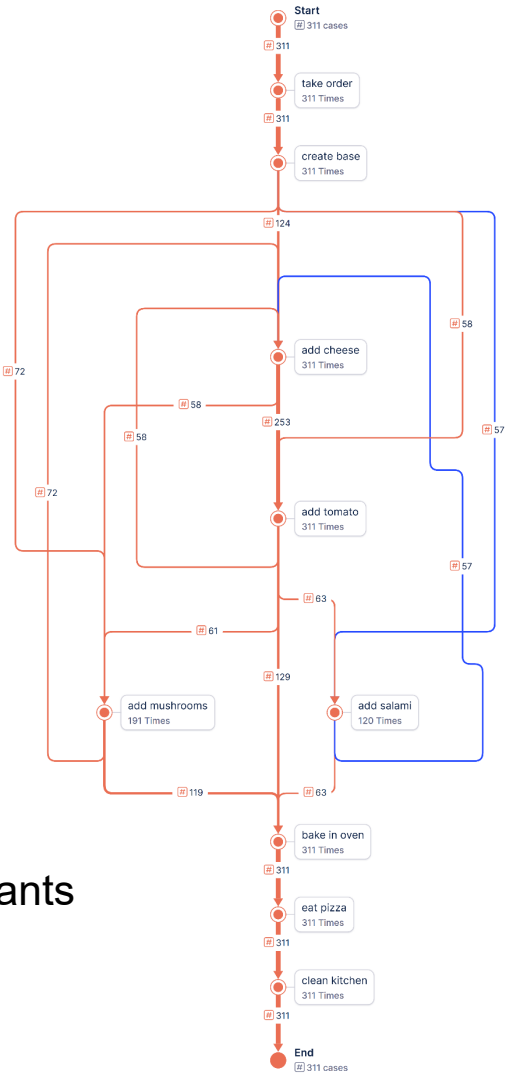 Start
# 311 cases
# 311
take order
311 Times
# 311
create base
311 Times
# 124
# 58
add cheese
311 Times
# 72
# 58
# 253
# 57
# 58
# 72
add tomato
311 Times
# 57
# 63
# 61
# 129
add mushrooms
191 Times
add salami
120 Times
# 119
# 63
bake in oven
311 Times
# 311
ants
eat pizza
311 Times
# 311
clean kitchen
311 Times
# 311
End
# 311 cases